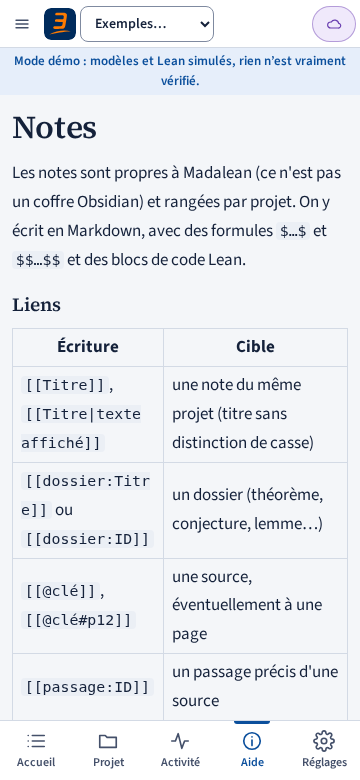 Exemples…
Mode démo : modèles et Lean simulés, rien n’est vraiment
vérifié.
Notes
Les notes sont propres à Madalean (ce n'est pas
un coffre Obsidian) et rangées par projet. On y
écrit en Markdown, avec des formules $…$ et
$$…$$ et des blocs de code Lean.
Liens
Écriture Cible
[[Titre]],
[[Titre|texte
affiché]]
une note du même
projet (titre sans
distinction de casse)
[[dossier:Titr
e]] ou
[[dossier:ID]]
un dossier (théorème,
conjecture, lemme…)
[[@clé]],
[[@clé#p12]]
une source,
éventuellement à une
page
[[passage:ID]]
un passage précis d'une
source
Accueil Projet Activité Aide Réglages